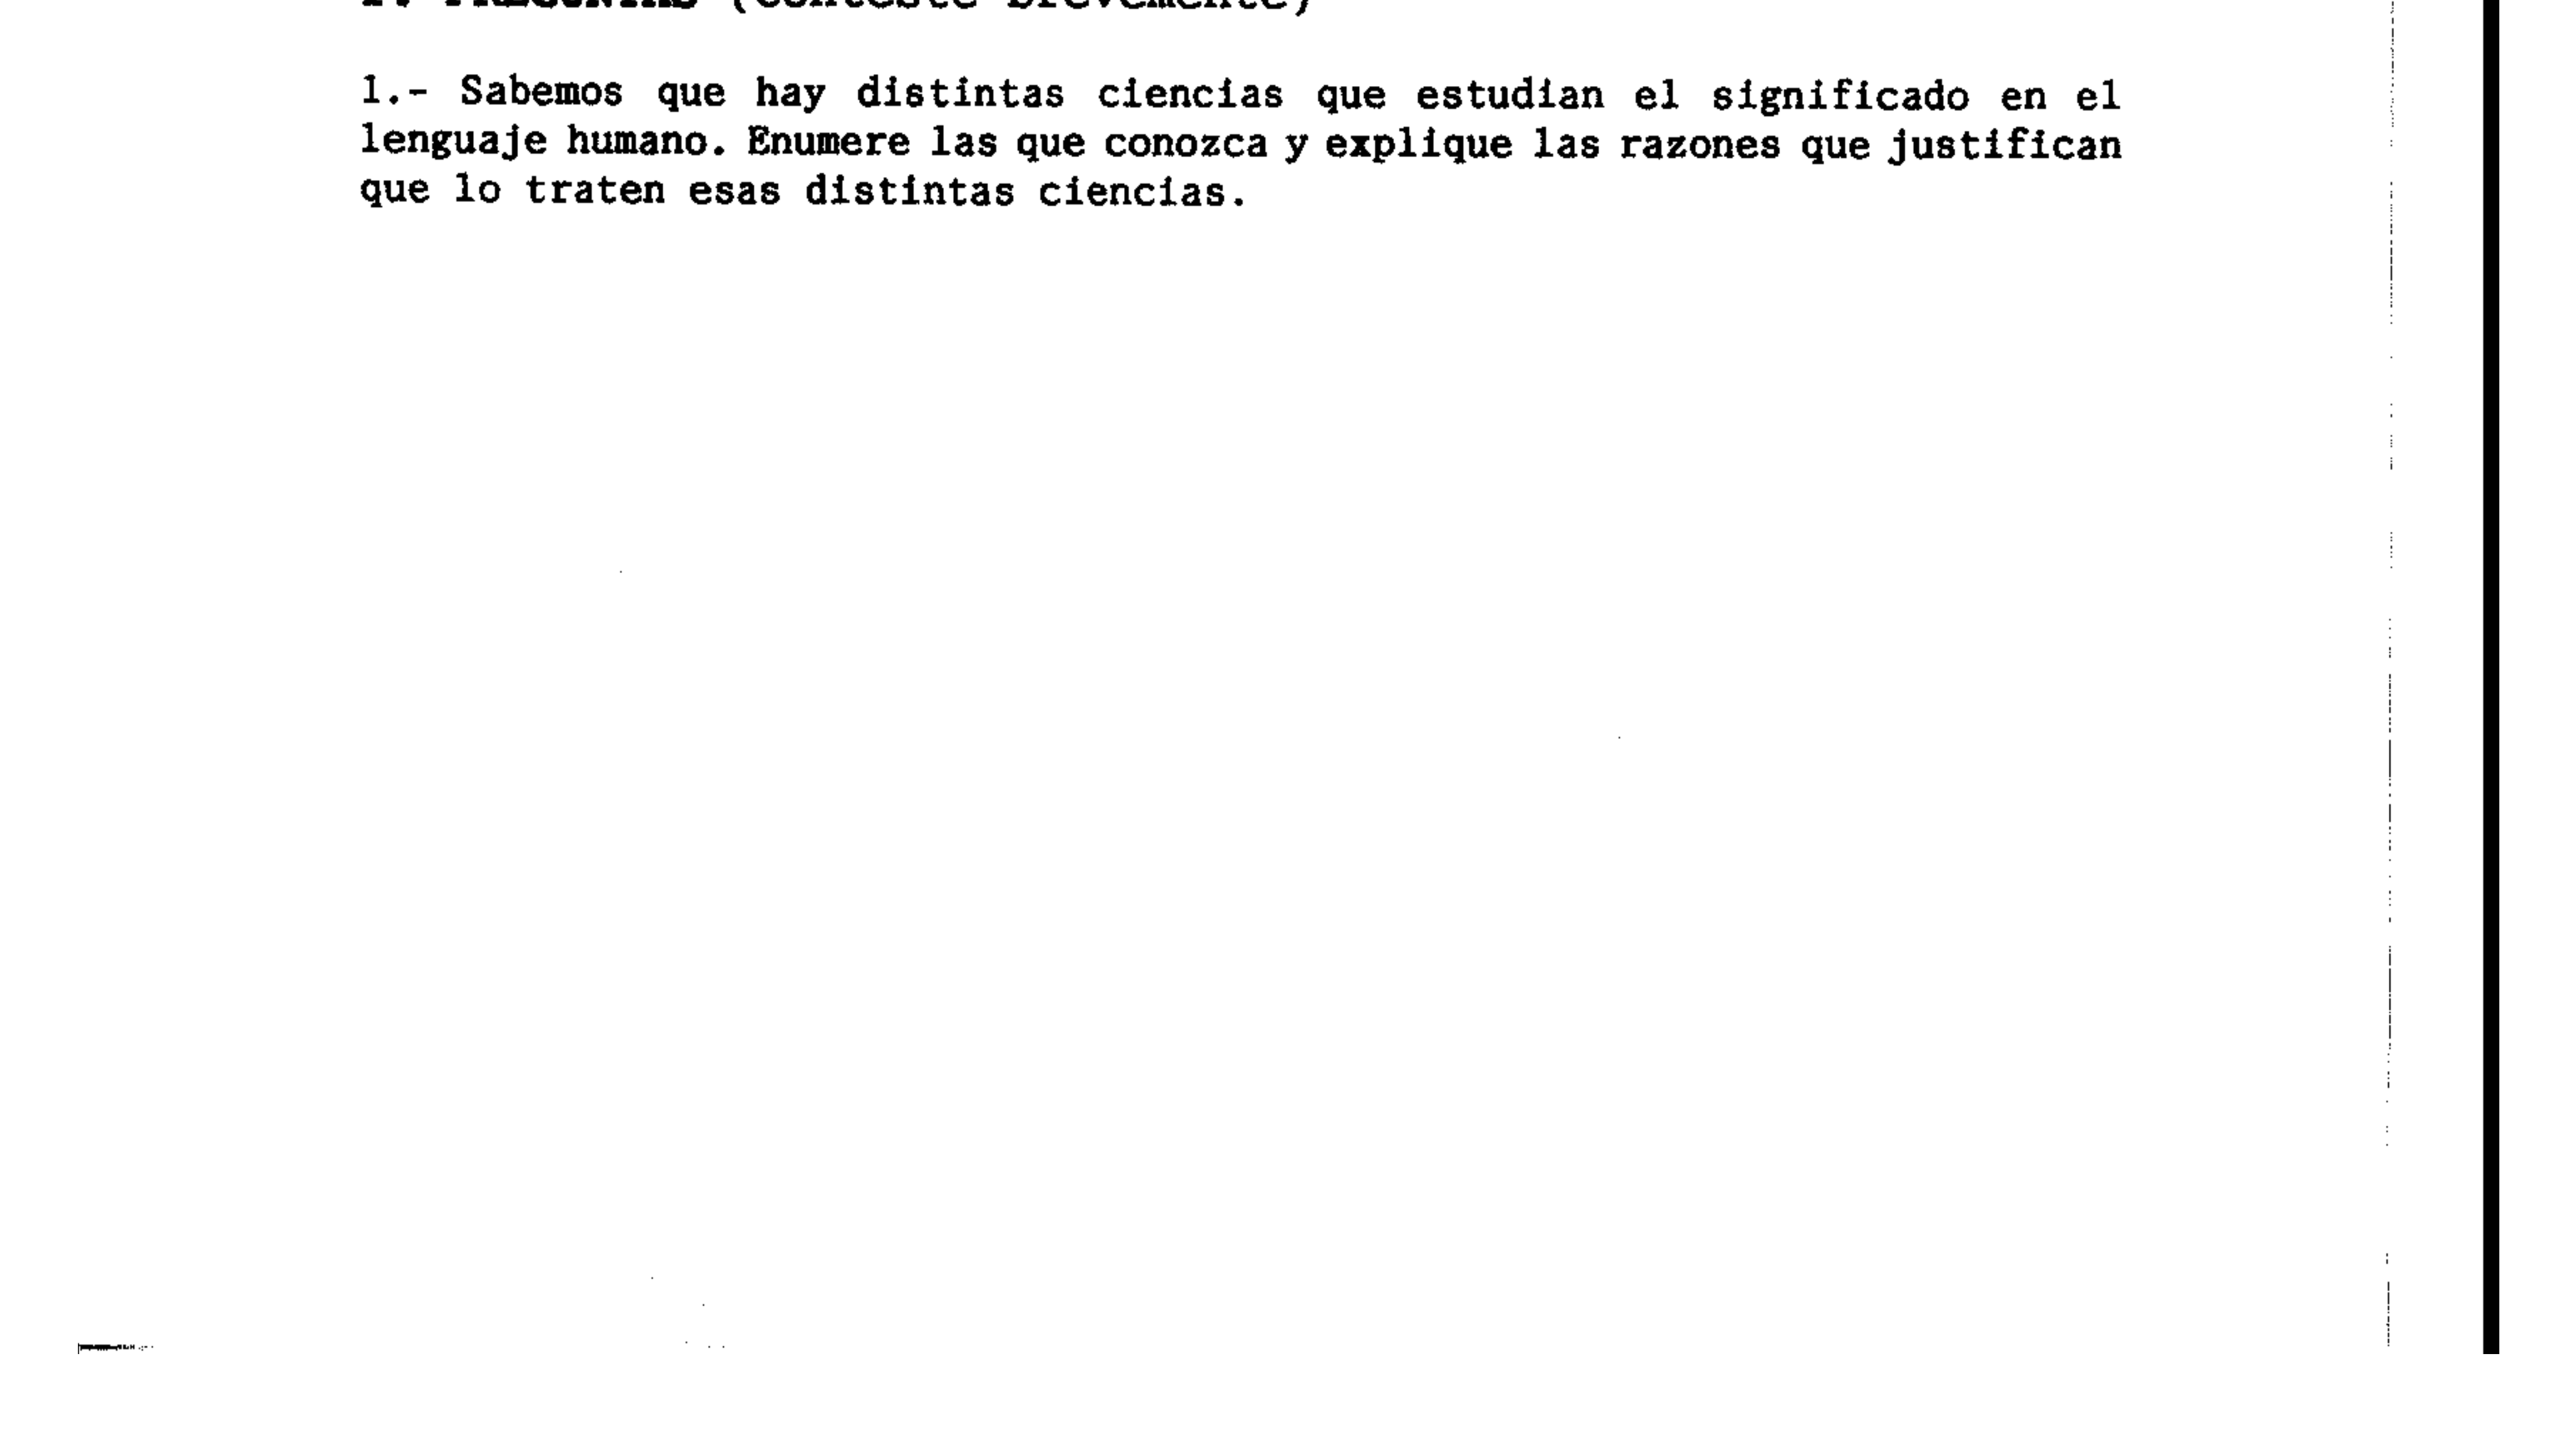 (Conteste brevemente)
1.- Sabemos que hay distintas ciencias que estudian el significado en el
lenguaje humano. Enumere las que conozca y explique las razones que justifican
que lo traten esas distintas ciencias.